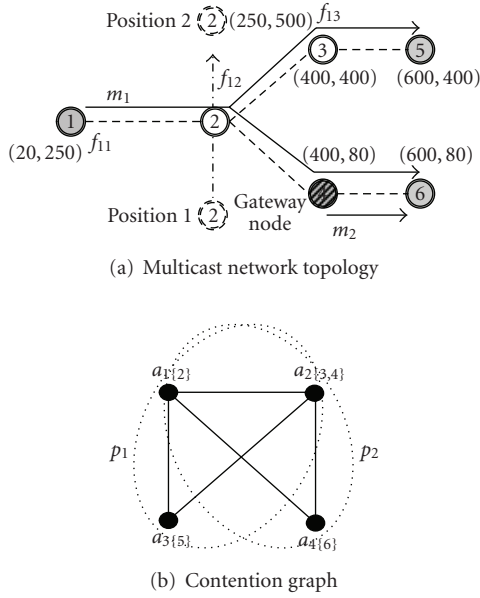 Position 2 2 (250, 500) f13
3 5
f12 (400, 400) (600, 400)
m1
1 2
(20, 250) f11 (400, 80) (600, 80)
Position 1 2 Gateway node 6
m2
(a) Multicast network topology
a1{2} a2{3,4}
p1 p2
a3{5} a4{6}
(b) Contention graph